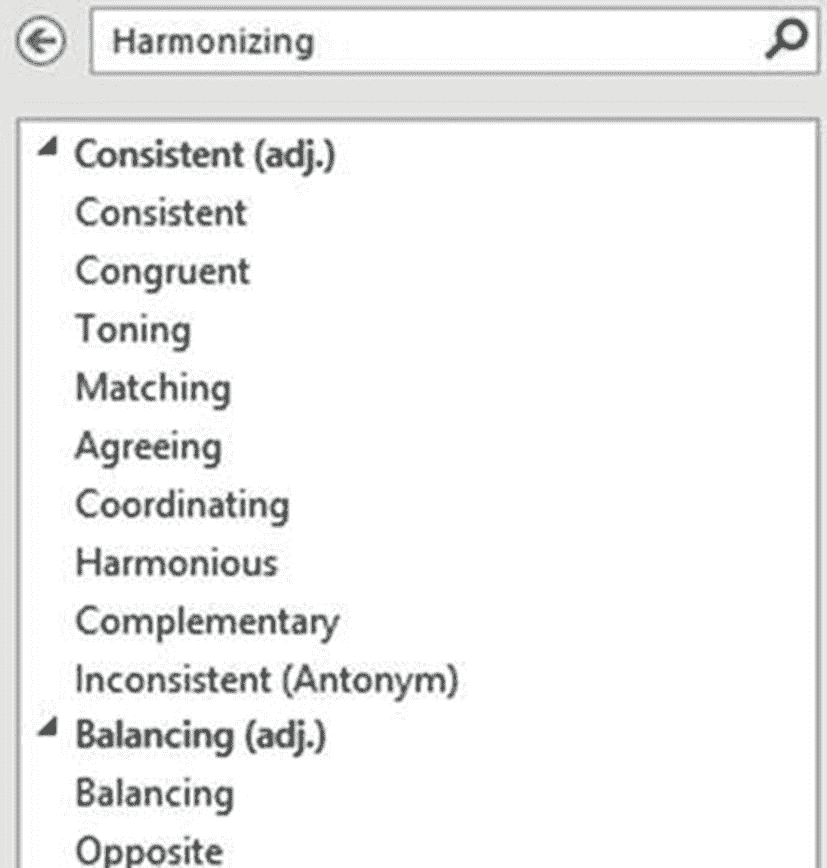 Harmonizing
Consistent (adj.)
Consistent
Congruent
Toning
Matching
Agreeing
Coordinating
Harmonious
Complementary
Inconsistent (Antonym)
Balancing (adj.)
Balancing
Opposite